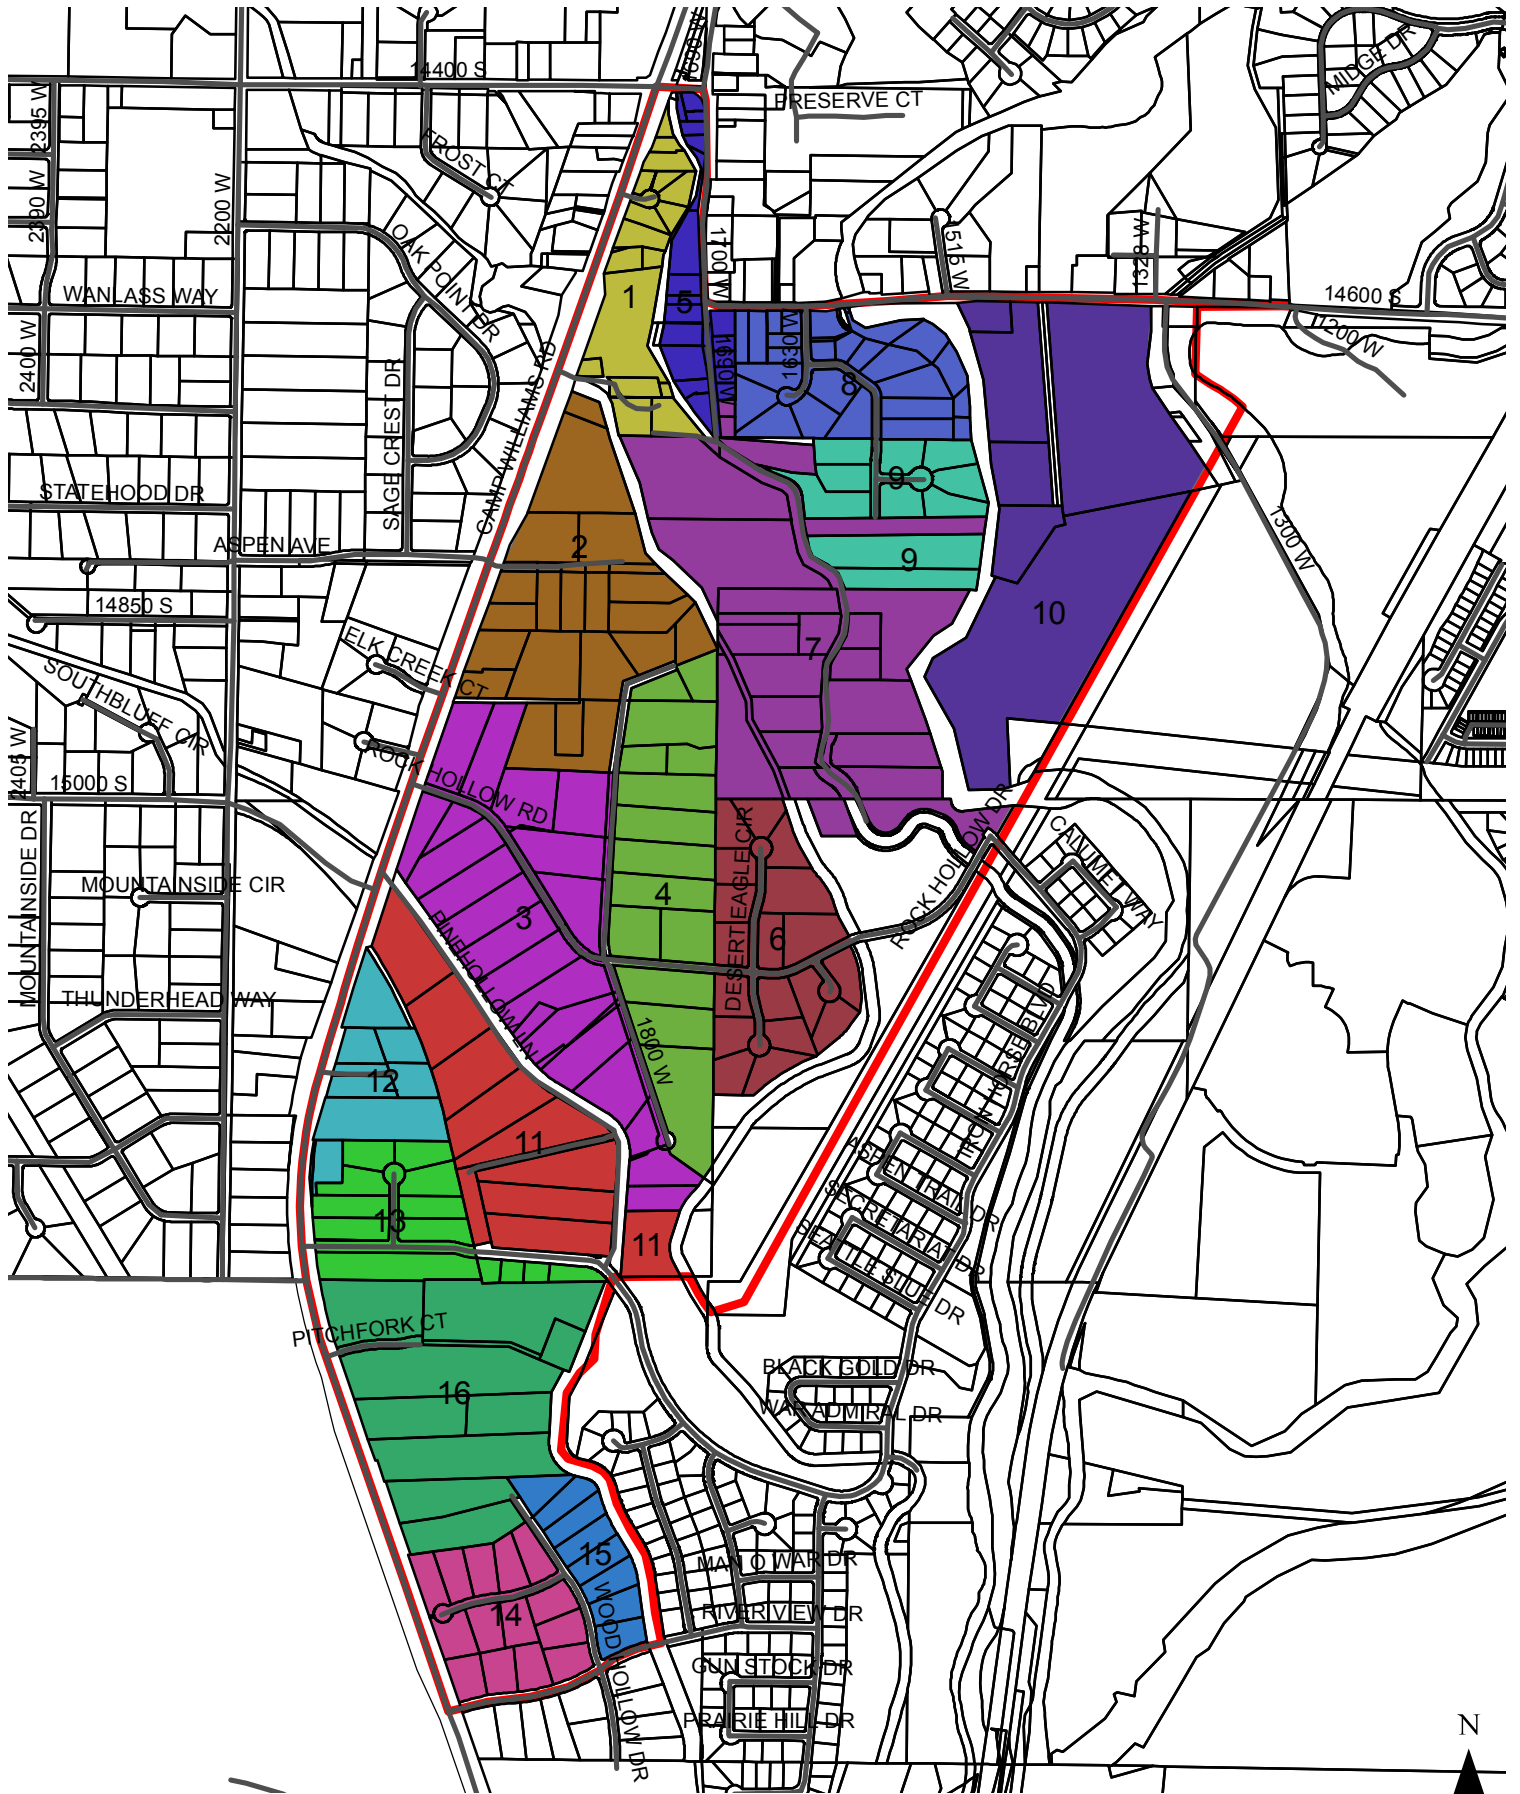 1690 W
14400 S
MIDGE DR
PRESERVE CT
2395 W
FROST CT
2390 W
2200 W
OAK POINT DR
1515 W
1328 W
1700 W
WANLASS WAY
1
5
14600 S
1200 W
2400 W
SAGE CREST DR
CAMP WILLIAMS RD
1690 W
1630 W
8
STATEHOOD DR
9
ASPEN AVE
2
9
1300 W
14850 S
10
ELK CREEK CT
7
SOUTHBLUFF CIR
2405 W
15000 S
ROCK HOLLOW RD
ROCK HOLLOW DR
CALUMET WAY
MOUNTAINSIDE DR
MOUNTAINSIDE CIR
DESERT EAGLE CIR
4
3
6
PINEHOLLOW LN
THUNDERHEAD WAY
IRON HORSE BLVD
1800 W
12
11
ASPEN TRAIL DR
13
SECRETARIAT DR
11
SEATTLE SLUE DR
PITCHFORK CT
BLACK GOLD DR
16
WAR ADMIRAL DR
15
MAN O WAR DR
14
WOOD HOLLOW DR
RIVER VIEW DR
GUN STOCK DR
PRAIRIE HILL DR
N